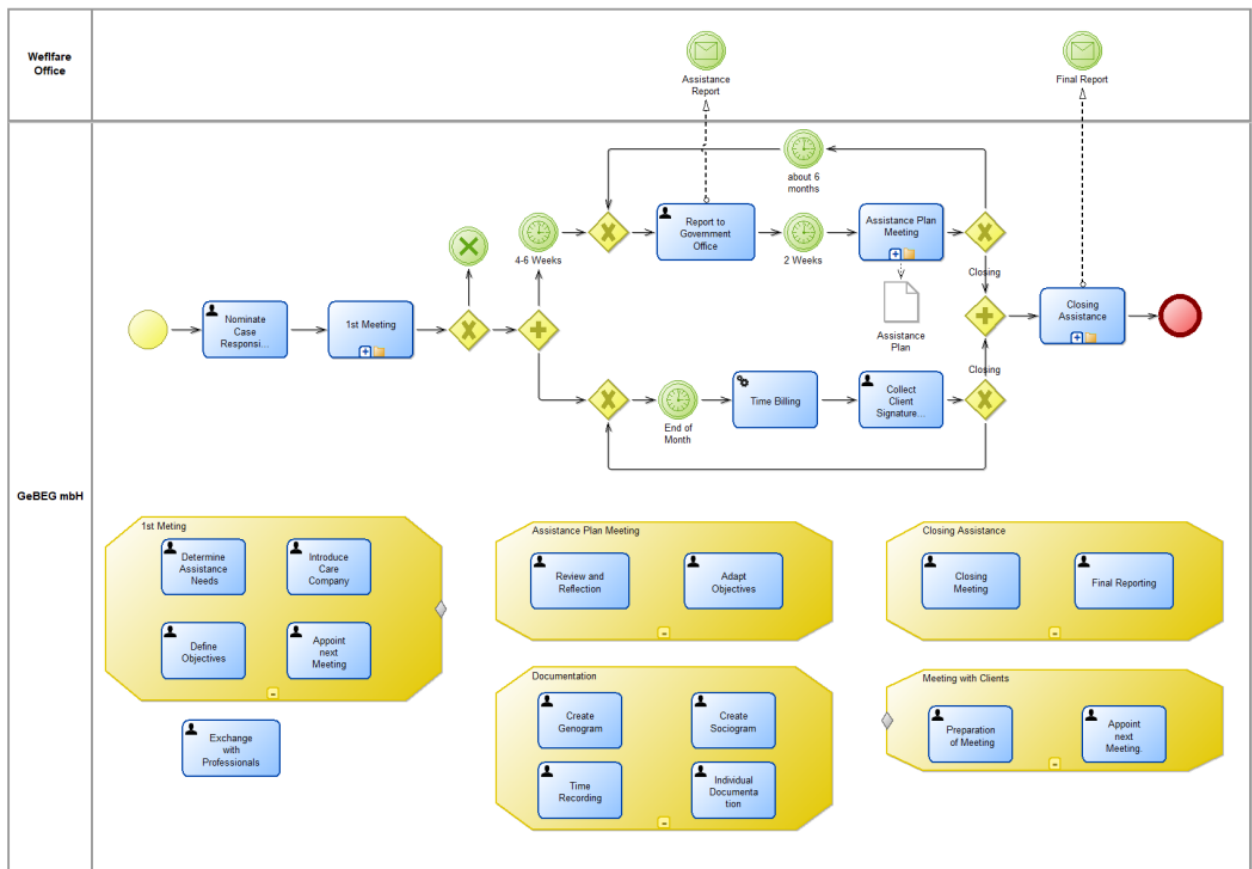 Weflfare
Office
Assistance
Report
Final Report
GeBEG mbH
about 6
months
4-6 Weeks
Report to
Government
Office
2 Weeks
Assistance Plan
Meeting
Closing
Nominate
Case
Responsi...
1st Meeting
Assistance
Plan
Closing
Assistance
Closing
End of
Month
Time Billing
Collect
Client
Signature...
1st Meting
Determine
Assistance
Needs
Introduce
Care
Company
Define
Objectives
Appoint
next
Meeting
Exchange
with
Professionals
Assistance Plan Meeting
Review and
Reflection
Adapt
Objectives
Documentation
Create
Genogram
Create
Sociogram
Time
Recording
Individual
Documenta
tion
Closing Assistance
Closing
Meeting
Final Reporting
Meeting with Clients
Preparation
of Meeting
Appoint
next
Meeting.